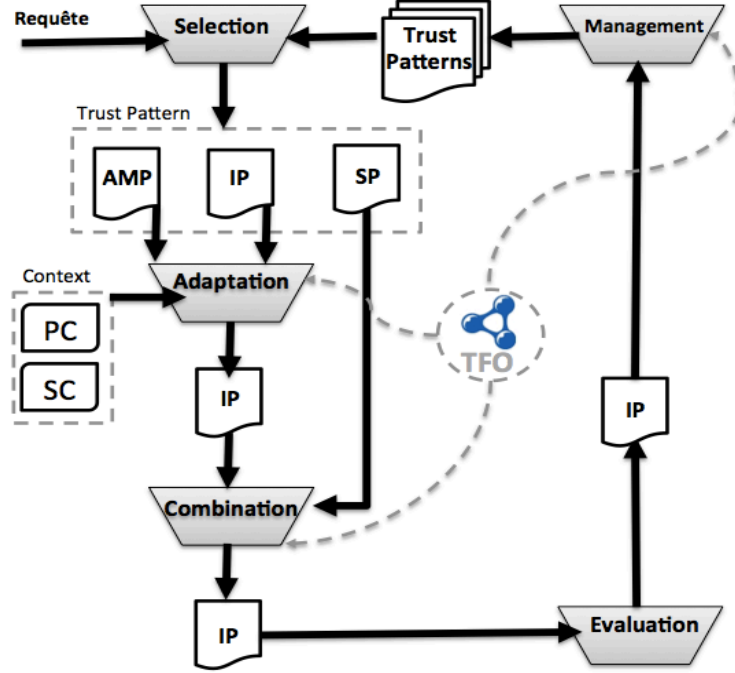 Requête
Selection
Trust
Patterns
Management
Trust Pattern
AMP
IP
SP
Context
Adaptation
PC
SC
TFO
IP
IP
Combination
IP
Evaluation